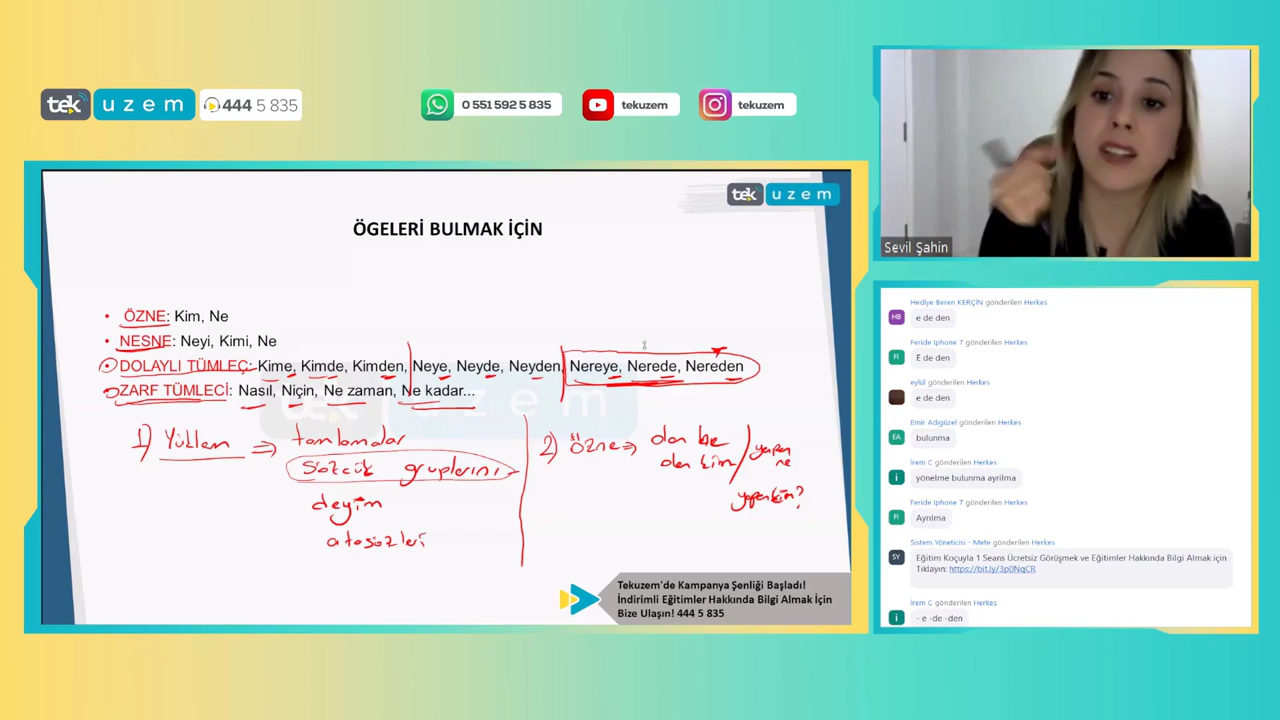 tek uzem 444 5 835
0 551 592 5 835
tekuzem
tekuzem
tek uzem
ÖGELERİ BULMAK İÇİN
• ÖZNE: Kim, Ne
• NESNE: Neyi, Kimi, Ne
• DOLAYLI TÜMLEÇ: Kime, Kimde, Kimden, Neye, Neyde, Neyden, Nereye, Nerede, Nereden
• ZARF TÜMLECİ: Nasıl, Niçin, Ne zaman, Ne kadar...
1) Yüklem ⇒ tamlamalar
sözcük gruplarını
deyim
atasözleri
2) özne ⇒ olan ne / yapan ne
olan kim
yapan kim?
Tekuzem'de Kampanya Şenliği Başladı!
İndirimli Eğitimler Hakkında Bilgi Almak İçin
Bize Ulaşın! 444 5 835
Sevil Şahin
Hediye Beren KERÇİN gönderilen Herkes
HB
e de den
Feride Iphone 7 gönderilen Herkes
FI
E de den
eylül gönderilen Herkes
e de den
Emir Adıgüzel gönderilen Herkes
EA
bulunma
İrem C gönderilen Herkes
İ
yönelme bulunma ayrılma
Feride Iphone 7 gönderilen Herkes
FI
Ayrılma
Sistem Yöneticisi - Mete gönderilen Herkes
SY
Eğitim Koçuyla 1 Seans Ücretsiz Görüşmek ve Eğitimler Hakkında Bilgi Almak için
Tıklayın: https://bit.ly/3p0NqCR
İrem C gönderilen Herkes
İ
- e -de -den